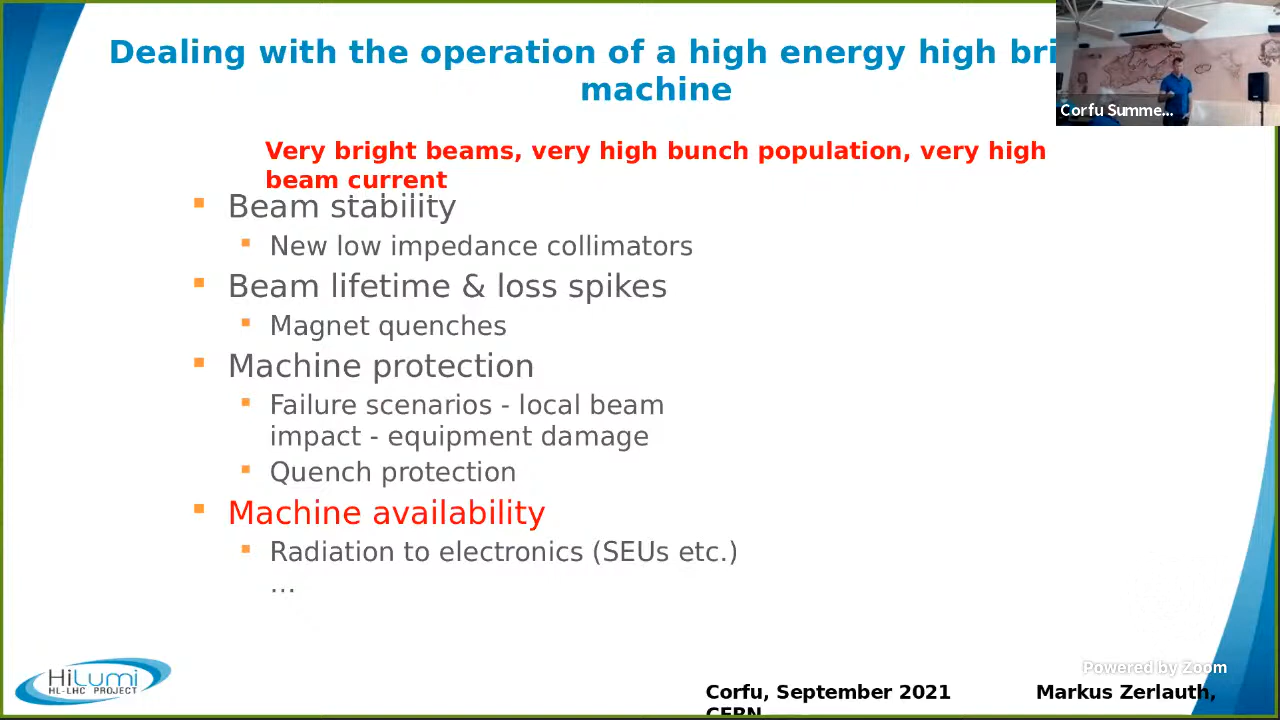 Dealing with the operation of a high energy high bri
machine
Corfu Summe...
Very bright beams, very high bunch population, very high
beam current
Beam stability
New low impedance collimators
Beam lifetime & loss spikes
Magnet quenches
Machine protection
Failure scenarios - local beam
impact - equipment damage
Quench protection
Machine availability
Radiation to electronics (SEUs etc.)
...
HiLumi
HL-LHC PROJECT
Powered by Zoom
Corfu, September 2021 Markus Zerlauth,
CERN